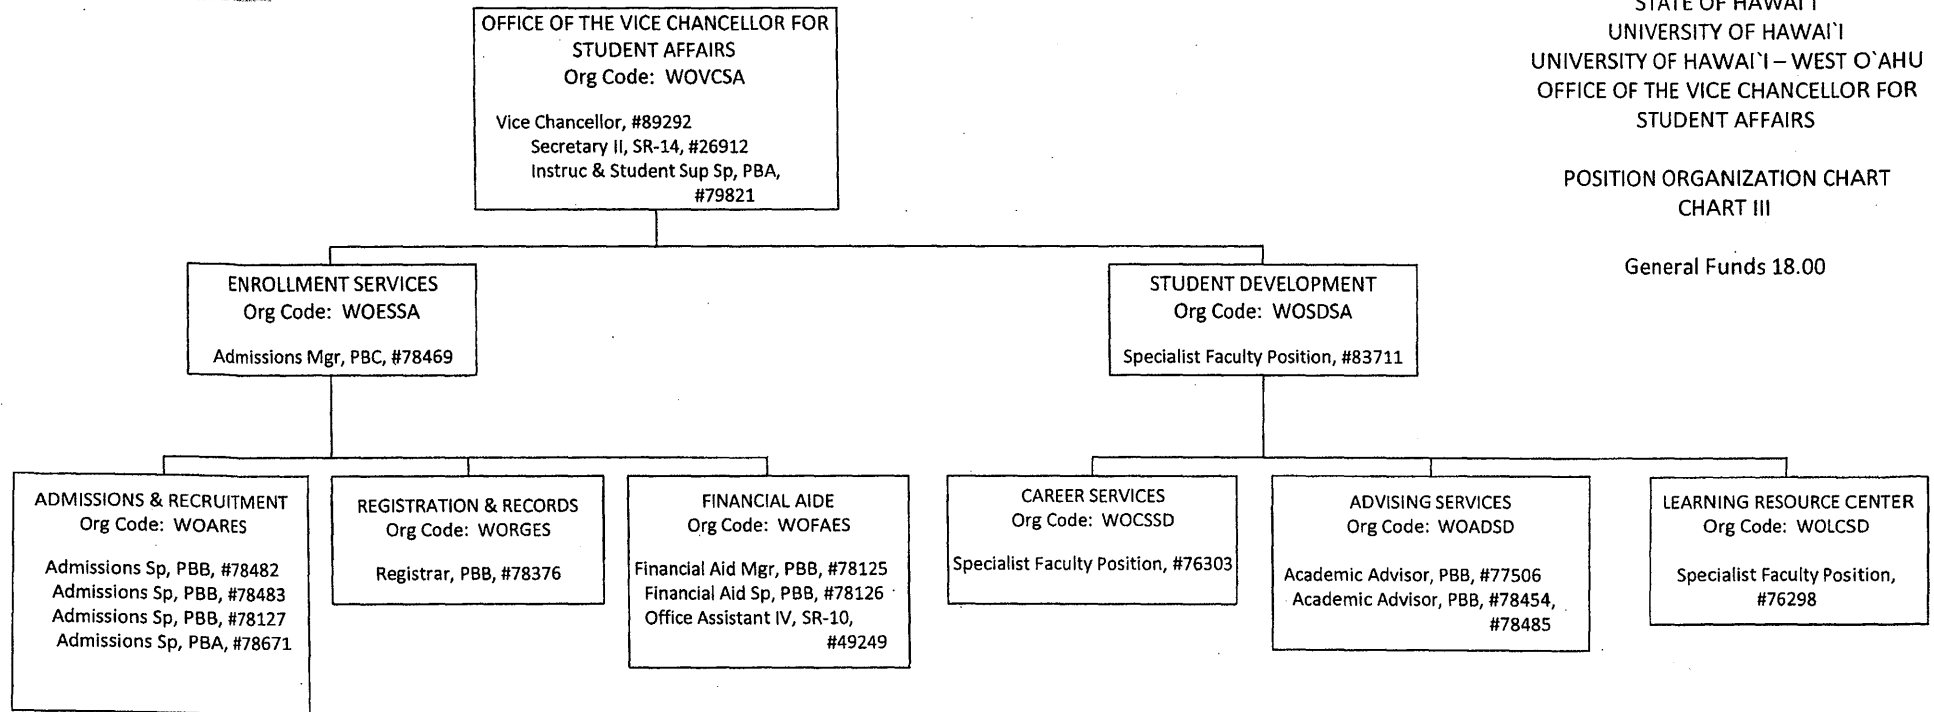 STATE OF HAWAI`I
UNIVERSITY OF HAWAI`I
UNIVERSITY OF HAWAI`I – WEST O`AHU
OFFICE OF THE VICE CHANCELLOR FOR
STUDENT AFFAIRS
POSITION ORGANIZATION CHART
CHART III
General Funds 18.00
OFFICE OF THE VICE CHANCELLOR FOR
STUDENT AFFAIRS
Org Code: WOVCSA
Vice Chancellor, #89292
Secretary II, SR-14, #26912
Instruc & Student Sup Sp, PBA,
#79821
ENROLLMENT SERVICES
Org Code: WOESSA
Admissions Mgr, PBC, #78469
STUDENT DEVELOPMENT
Org Code: WOSDSA
Specialist Faculty Position, #83711
ADMISSIONS & RECRUITMENT
Org Code: WOARES
Admissions Sp, PBB, #78482
Admissions Sp, PBB, #78483
Admissions Sp, PBB, #78127
Admissions Sp, PBA, #78671
REGISTRATION & RECORDS
Org Code: WORGES
Registrar, PBB, #78376
FINANCIAL AIDE
Org Code: WOFAES
Financial Aid Mgr, PBB, #78125
Financial Aid Sp, PBB, #78126
Office Assistant IV, SR-10,
#49249
CAREER SERVICES
Org Code: WOCSSD
Specialist Faculty Position, #76303
ADVISING SERVICES
Org Code: WOADSD
Academic Advisor, PBB, #77506
Academic Advisor, PBB, #78454,
#78485
LEARNING RESOURCE CENTER
Org Code: WOLCSD
Specialist Faculty Position,
#76298